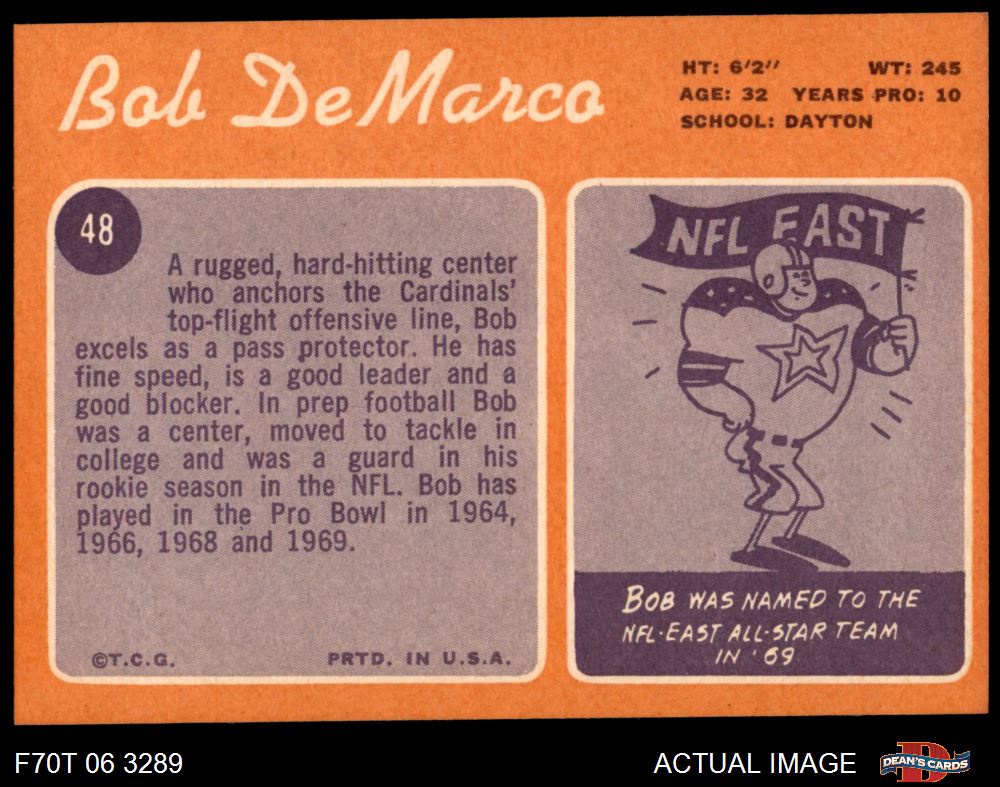 Bob DeMarco
HT: 6'2" WT: 245
AGE: 32 YEARS PRO: 10
SCHOOL: DAYTON
48
A rugged, hard-hitting center
who anchors the Cardinals'
top-flight offensive line, Bob
excels as a pass protector. He has
fine speed, is a good leader and a
good blocker. In prep football Bob
was a center, moved to tackle in
college and was a guard in his
rookie season in the NFL. Bob has
played in the Pro Bowl in 1964,
1966, 1968 and 1969.
©T.C.G. PRTD. IN U.S.A.
NFL EAST
BOB WAS NAMED TO THE
NFL-EAST ALL-STAR TEAM
IN '69
F70T 06 3289
ACTUAL IMAGE
D
DEAN'S CARDS